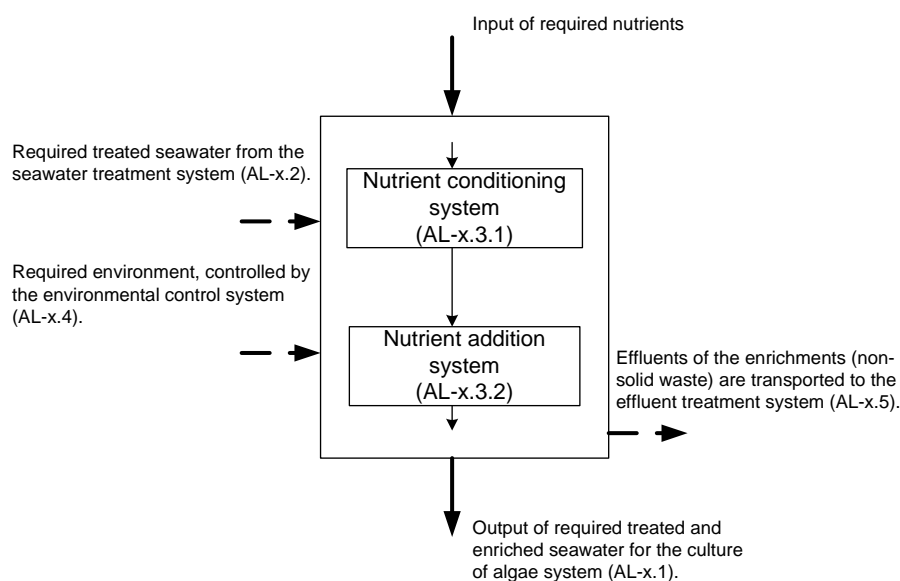 Input of required nutrients
Required treated seawater from the
seawater treatment system (AL-x.2).
Nutrient conditioning
system
(AL-x.3.1)
Required environment, controlled by
the environmental control system
(AL-x.4).
Nutrient addition
system
(AL-x.3.2)
Effluents of the enrichments (non-
solid waste) are transported to the
effluent treatment system (AL-x.5).
Output of required treated and
enriched seawater for the culture
of algae system (AL-x.1).